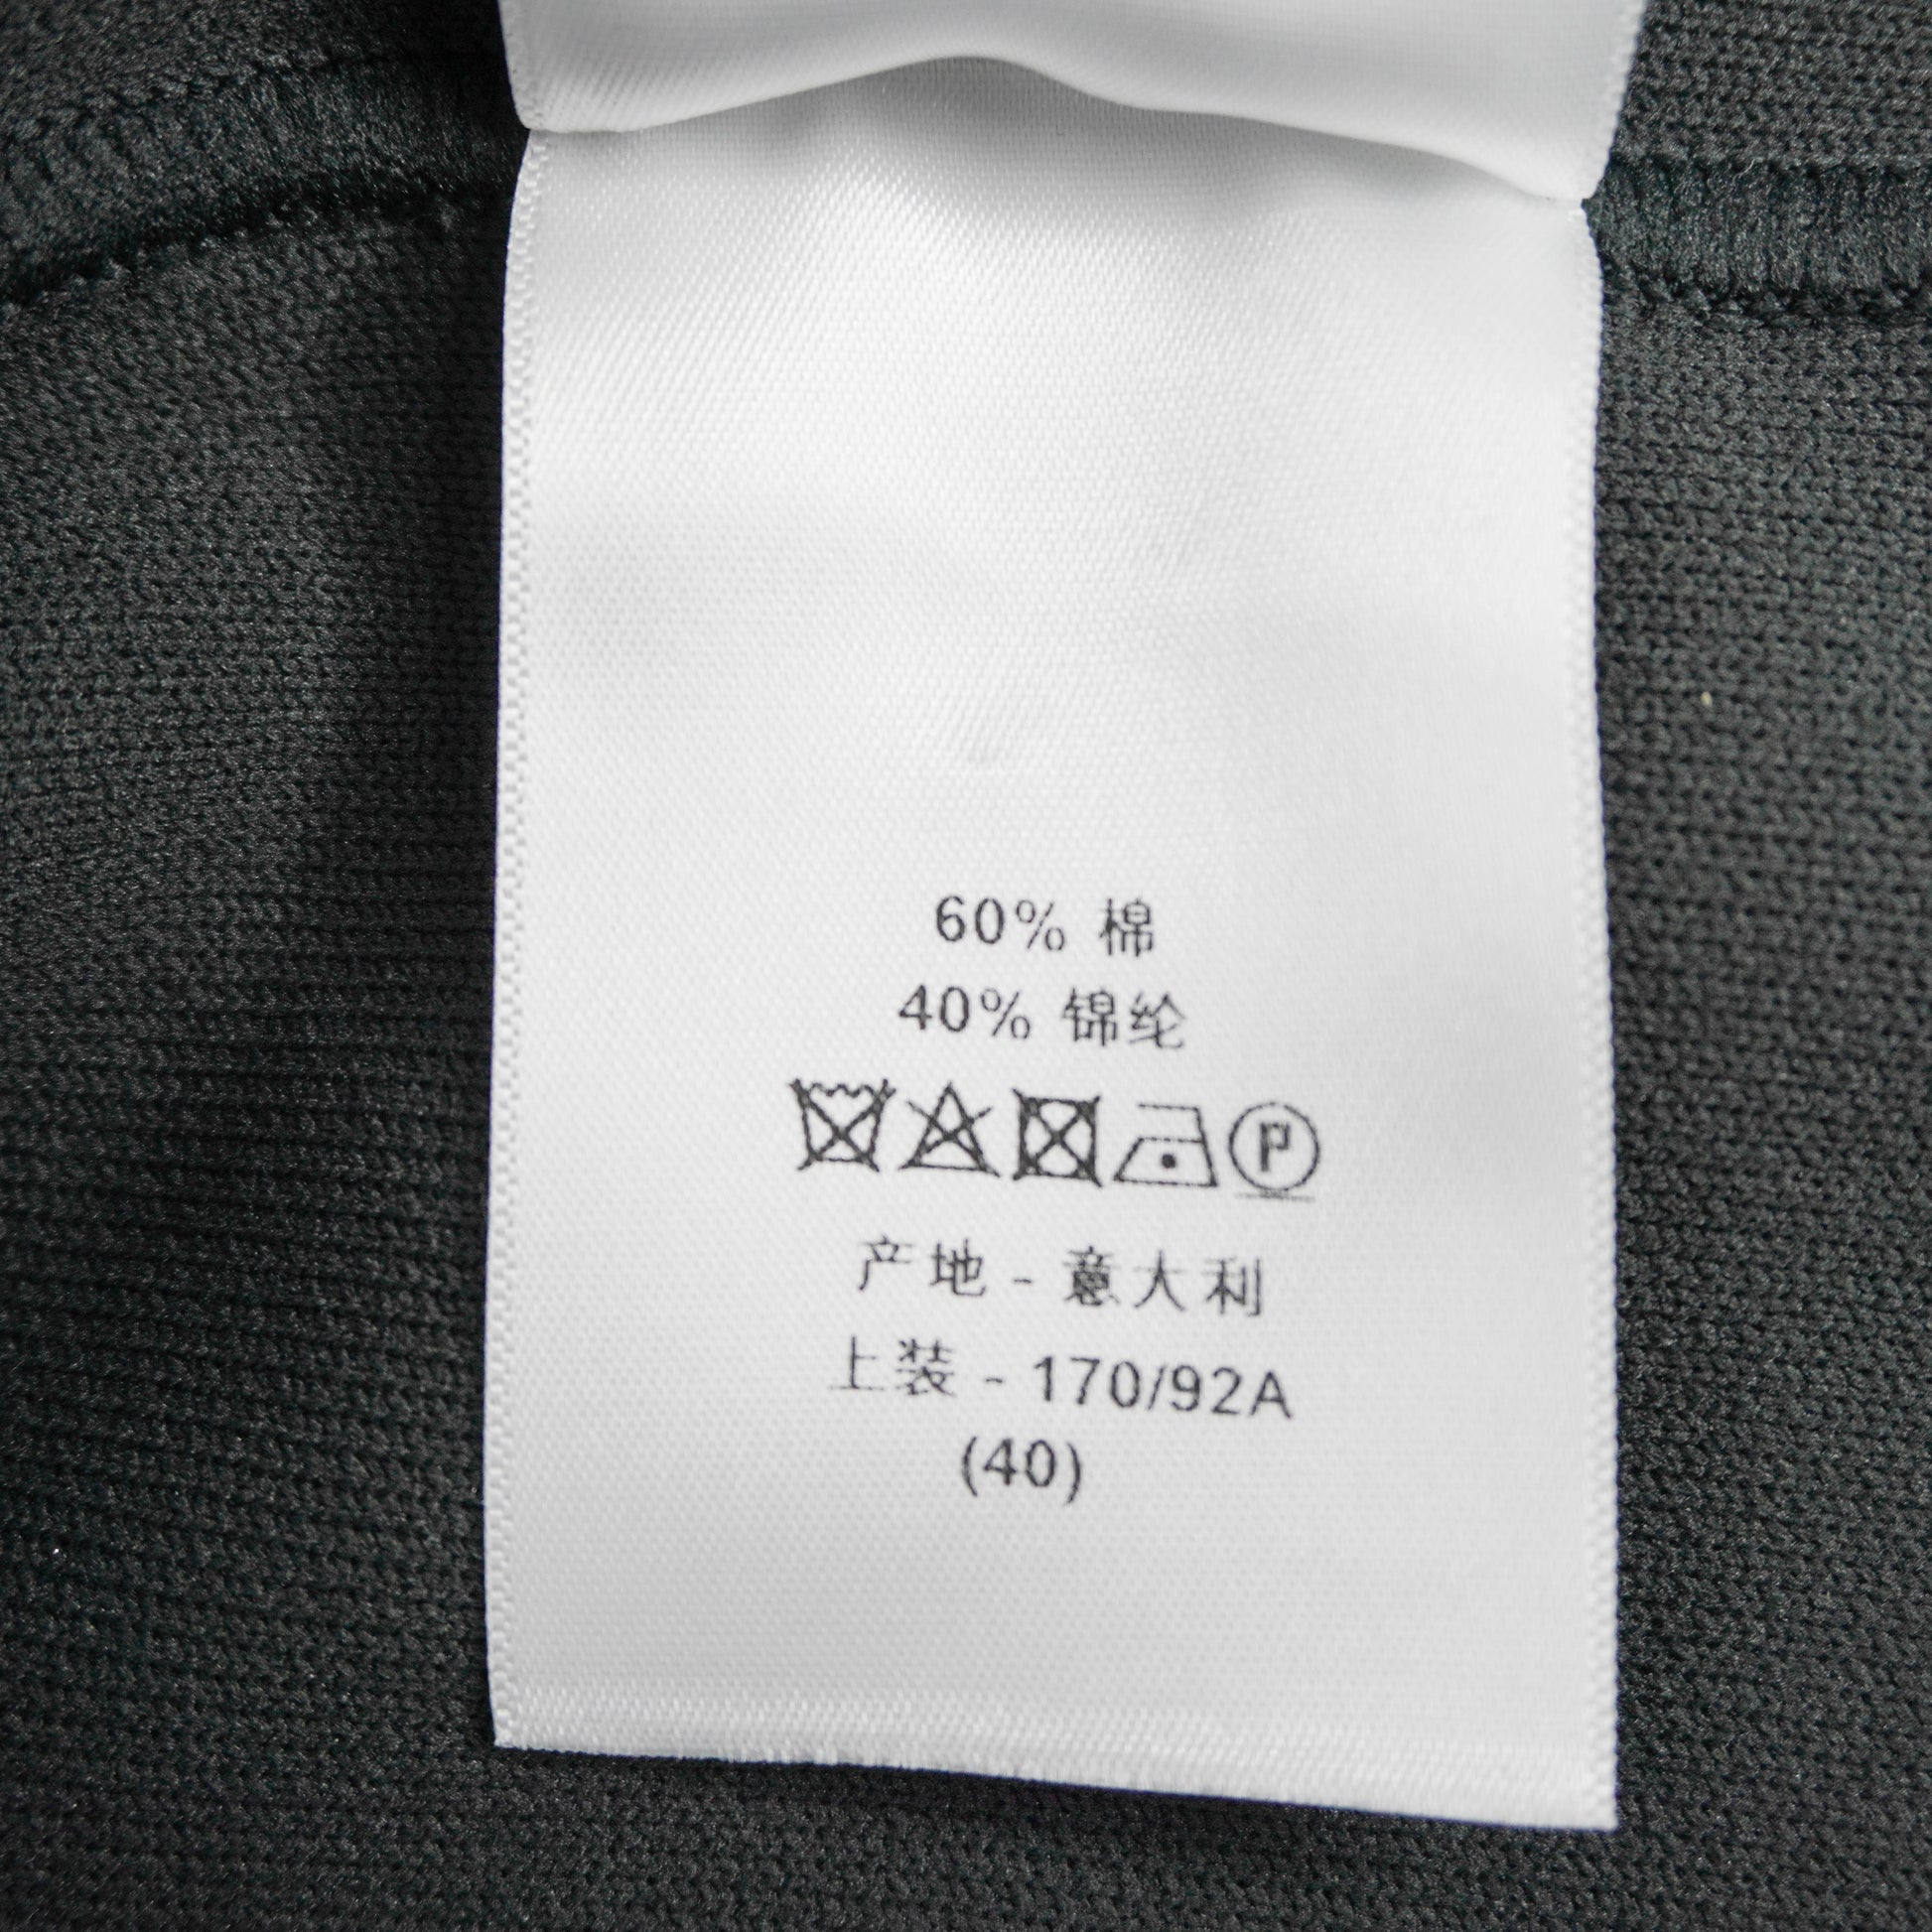 60% 棉
40% 锦纶
P
产地 - 意大利
上装 - 170/92A
(40)